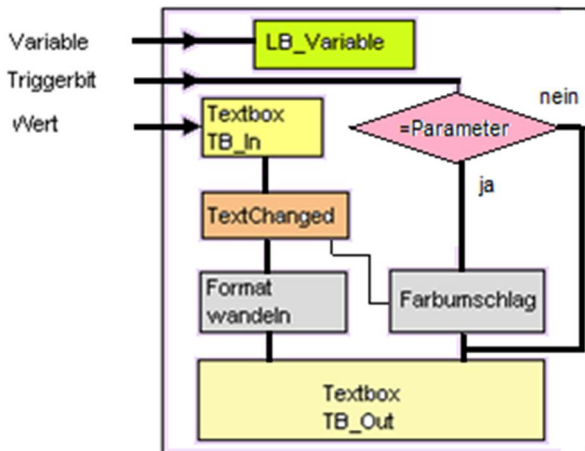 Variable
LB_Variable
Triggerbit
nein
Wert
Textbox
TB_In
=Parameter
ja
TextChanged
Format
wandeln
Farbumschlag
Textbox
TB_Out